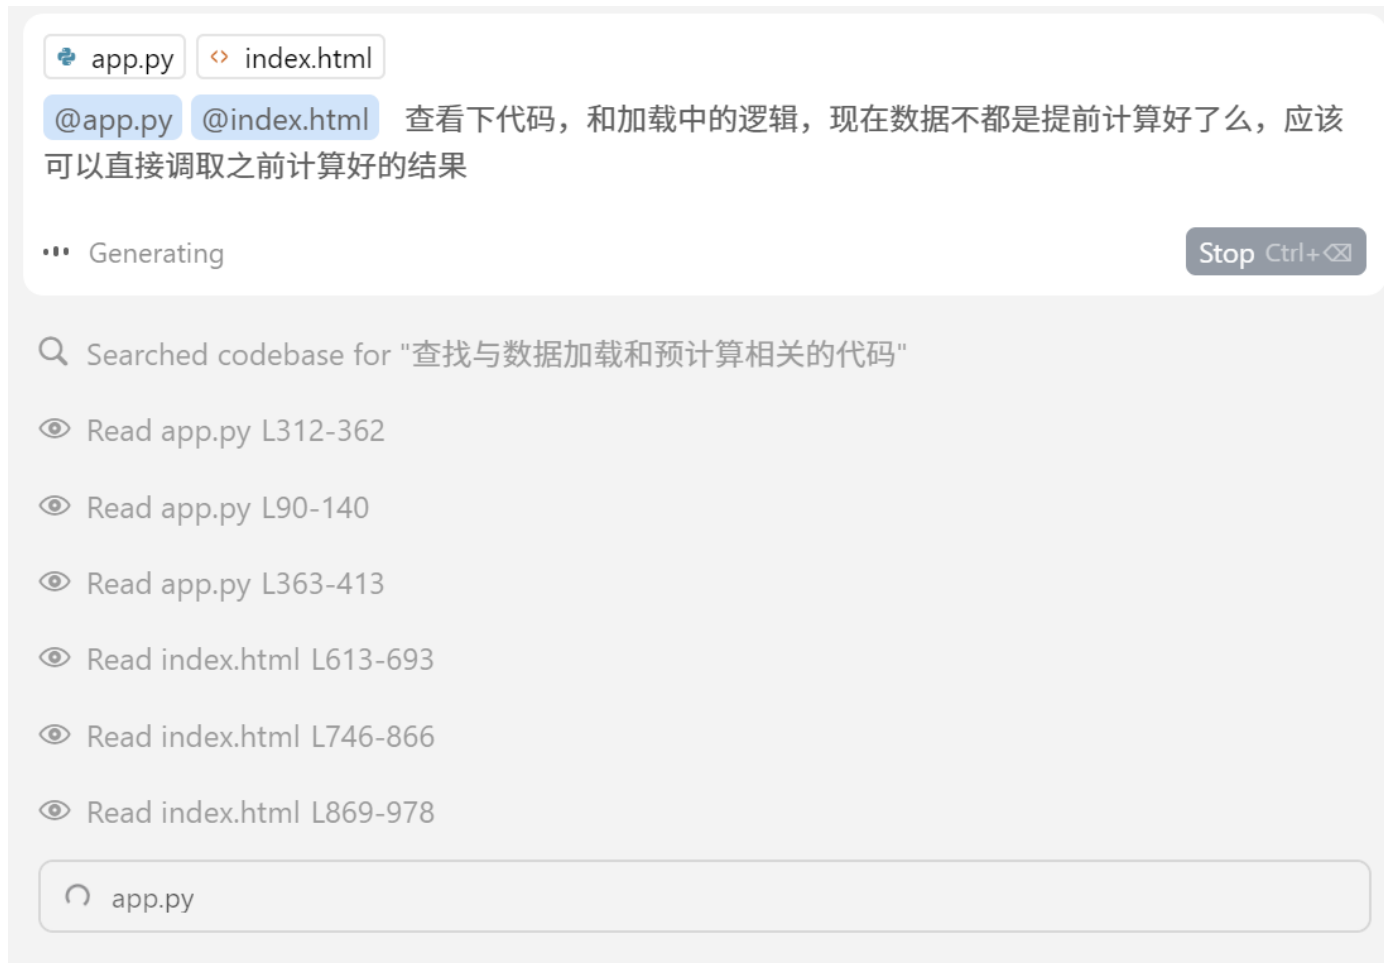 app.py index.html
@app.py @index.html 查看下代码，和加载中的逻辑，现在数据不都是提前计算好了么，应该
可以直接调取之前计算好的结果
Generating Stop Ctrl+⌫
Searched codebase for "查找与数据加载和预计算相关的代码"
Read app.py L312-362
Read app.py L90-140
Read app.py L363-413
Read index.html L613-693
Read index.html L746-866
Read index.html L869-978
app.py